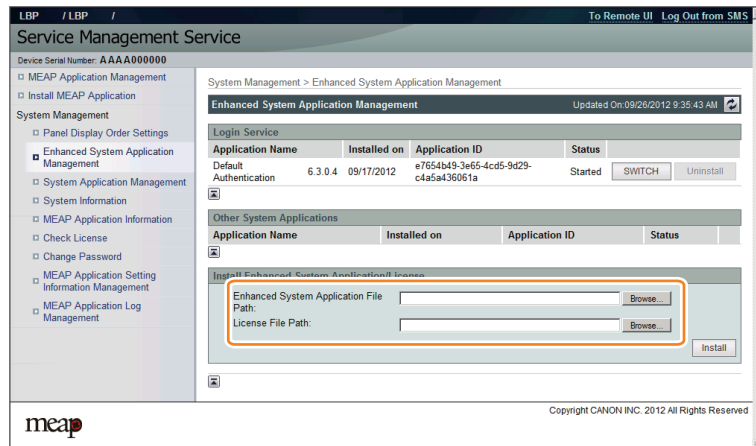 LBP / LBP /
To Remote UI Log Out from SMS
Service Management Service
Device Serial Number: AAAA000000
MEAP Application Management
Install MEAP Application
System Management
Panel Display Order Settings
Enhanced System Application
Management
System Application Management
System Information
MEAP Application Information
Check License
Change Password
MEAP Application Setting
Information Management
MEAP Application Log
Management
System Management > Enhanced System Application Management
Enhanced System Application Management Updated On:09/26/2012 9:35:43 AM
Login Service
Application Name Installed on Application ID Status
Default
Authentication 6.3.0.4 09/17/2012 e7654b49-3e65-4cd5-9d29-
c4a5a436061a Started SWITCH Uninstall
Other System Applications
Application Name Installed on Application ID Status
Install Enhanced System Application/License
Enhanced System Application File
Path: Browse...
License File Path: Browse...
Install
Copyright CANON INC. 2012 All Rights Reserved
meap